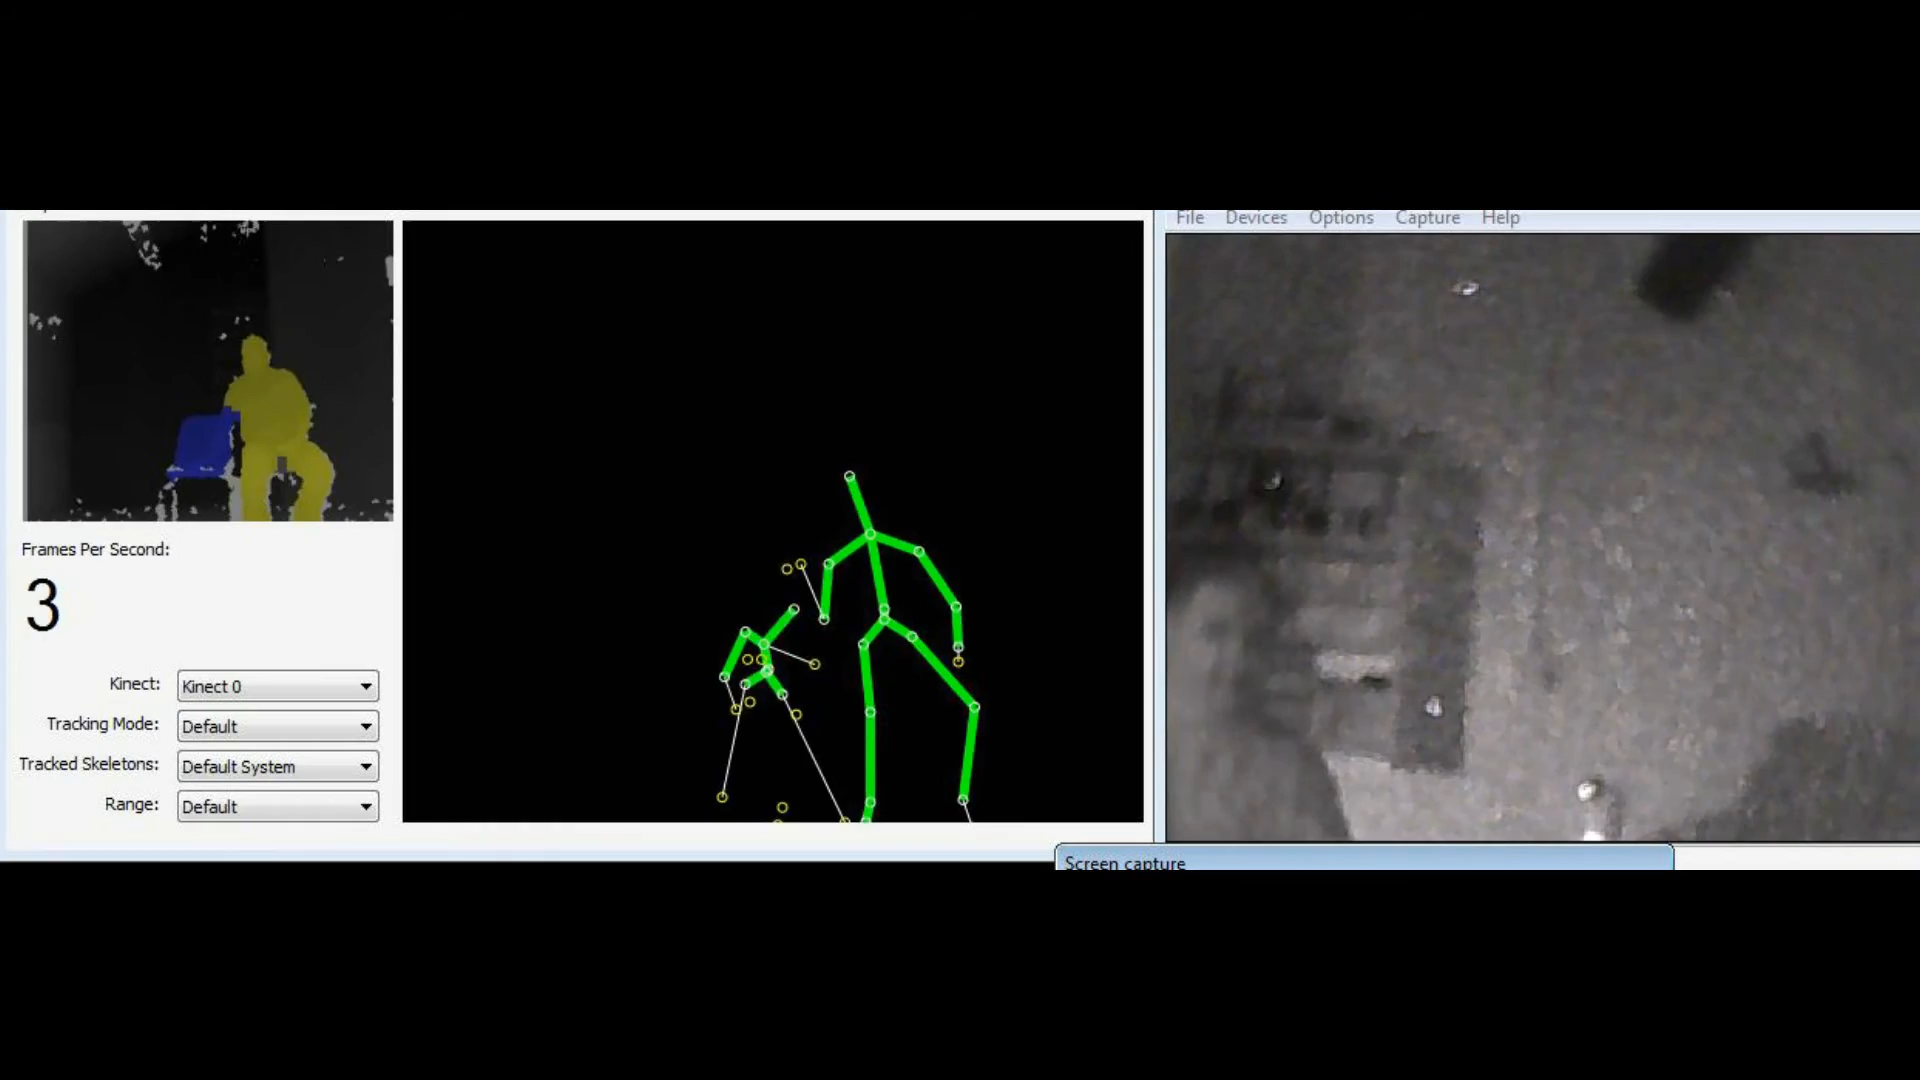 File Devices Options Capture Help
Frames Per Second:
3
Kinect: Kinect 0
Tracking Mode: Default
Tracked Skeletons: Default System
Range: Default
Screen capture